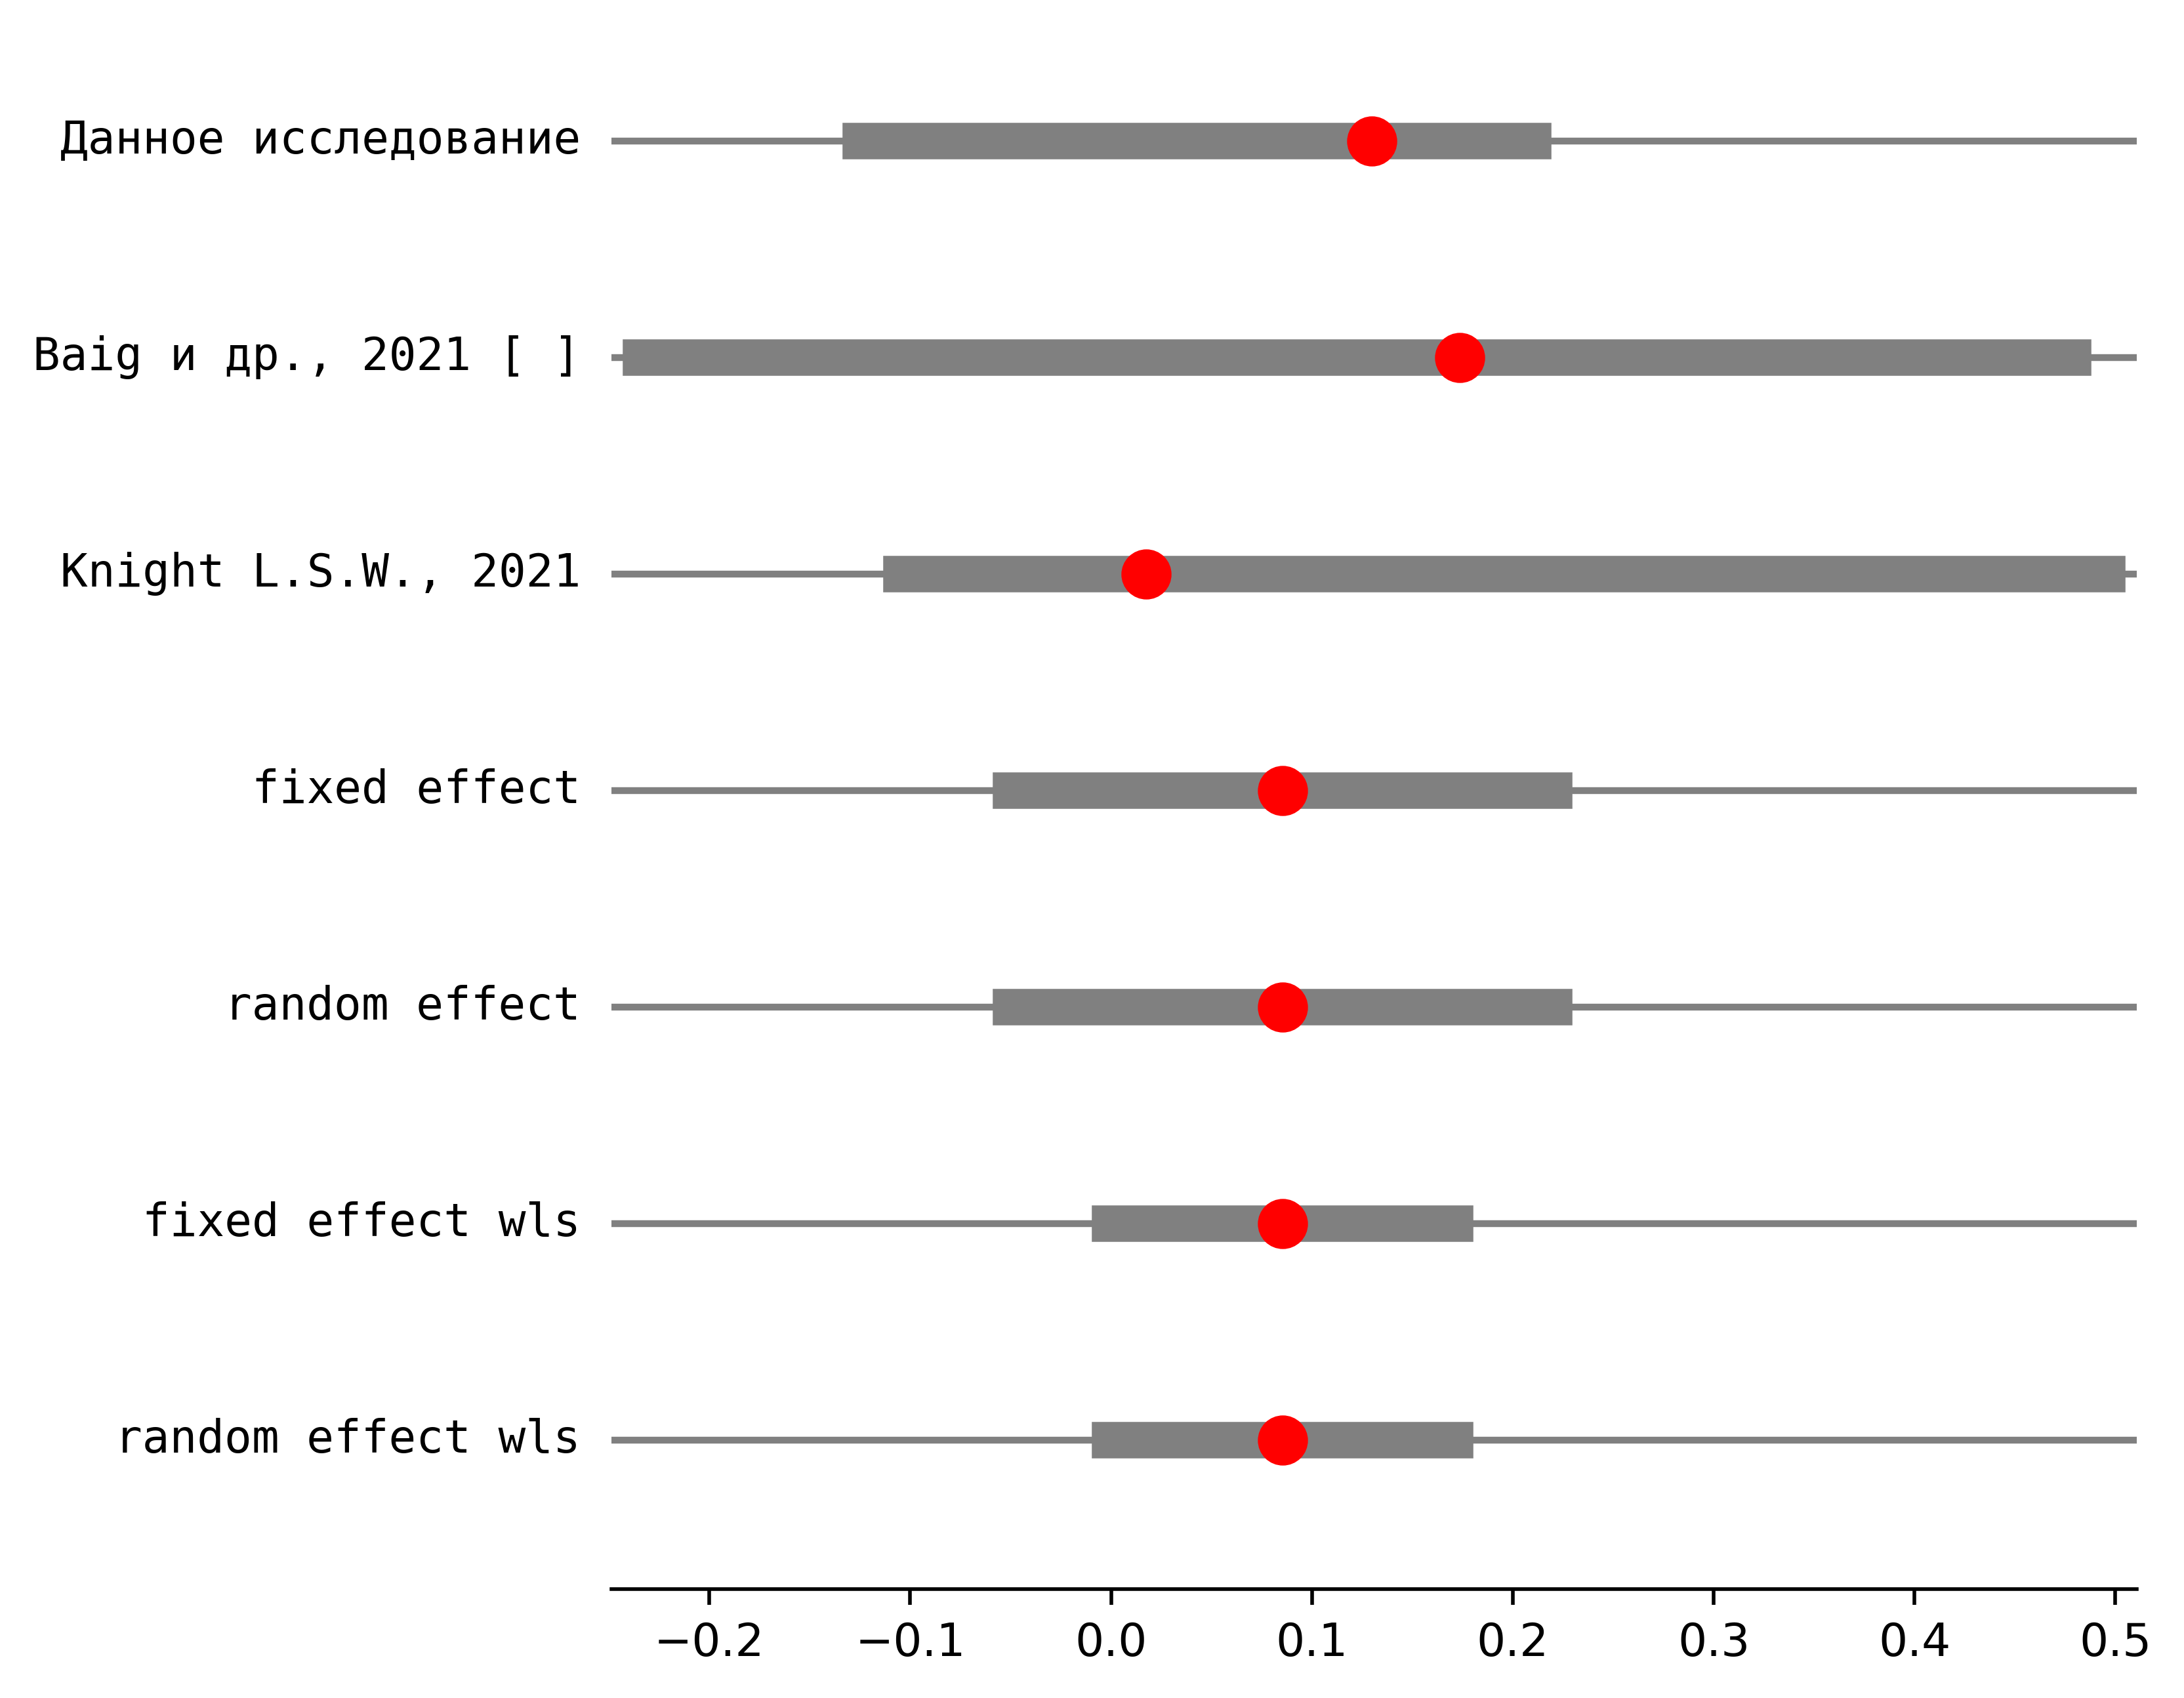 Данное исследование
Baig и др., 2021 [ ]
Knight L.S.W., 2021
fixed effect
random effect
fixed effect wls
random effect wls
−0.2 −0.1 0.0 0.1 0.2 0.3 0.4 0.5